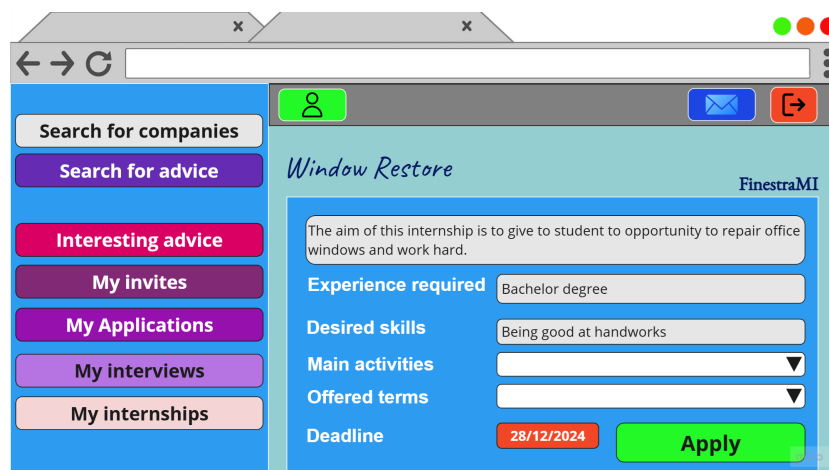 x
x
Search for companies
Search for advice
Interesting advice
My invites
My Applications
My interviews
My internships
Window Restore
FinestraMI
The aim of this internship is to give to student to opportunity to repair office
windows and work hard.
Experience required
Bachelor degree
Desired skills
Being good at handworks
Main activities
Offered terms
Deadline
28/12/2024
Apply